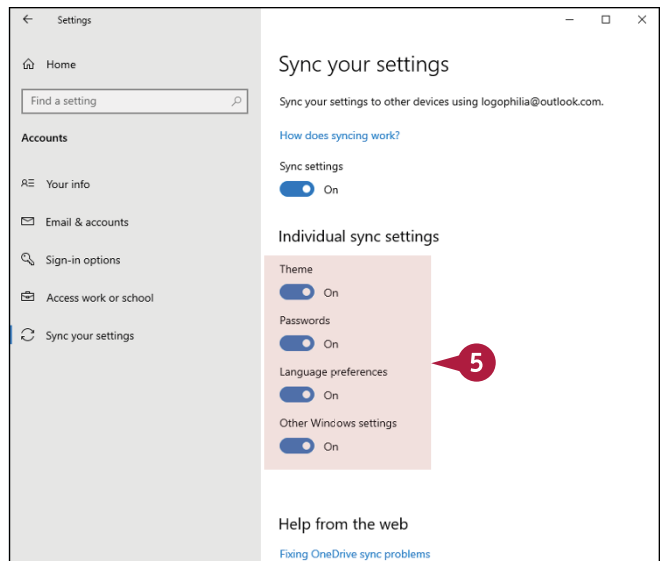 Settings
Home
Find a setting
Accounts
Your info
Email & accounts
Sign-in options
Access work or school
Sync your settings
Sync your settings
Sync your settings to other devices using logophilia@outlook.com.
How does syncing work?
Sync settings
On
Individual sync settings
Theme
On
Passwords
On
Language preferences
On
Other Windows settings
On
5
Help from the web
Fixing OneDrive sync problems